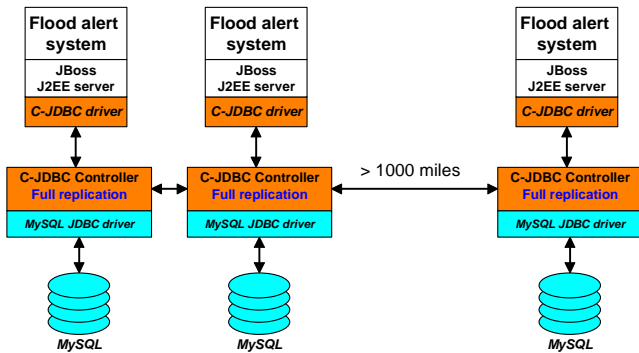 Flood alert
system
JBoss
J2EE server
C-JDBC driver
C-JDBC Controller
Full replication
MySQL JDBC driver
MySQL
Flood alert
system
JBoss
J2EE server
C-JDBC driver
C-JDBC Controller
Full replication
MySQL JDBC driver
MySQL
> 1000 miles
Flood alert
system
JBoss
J2EE server
C-JDBC driver
C-JDBC Controller
Full replication
MySQL JDBC driver
MySQL